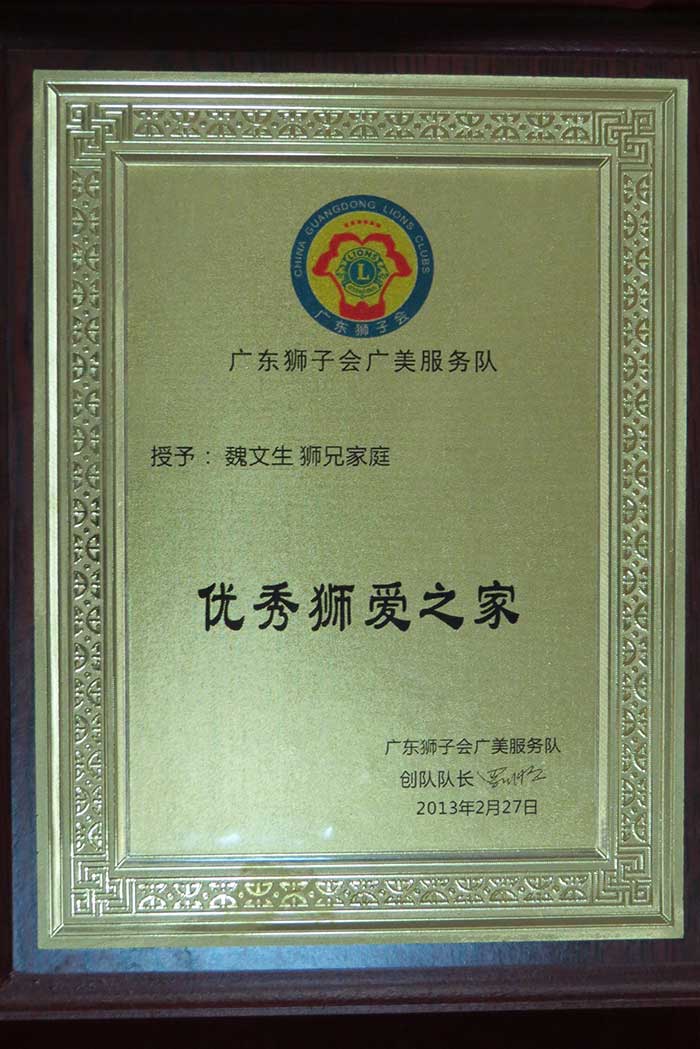 CHINA GUANGDONG LIONS CLUBS
LIONS
L
广东狮子会
广东狮子会广美服务队
授予： 魏文生 狮兄家庭
优秀狮爱之家
广东狮子会广美服务队
创队队长
2013年2月27日